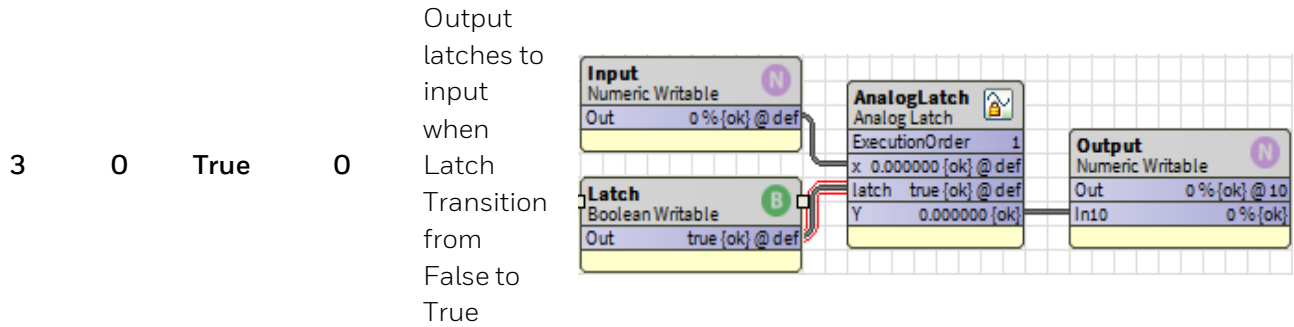 3
0
True
0
Output
latches to
input
when
Latch
Transition
from
False to
True
Input
Numeric Writable
N
Out 0 % {ok} @ def
Latch
Boolean Writable
B
Out true {ok} @ def
AnalogLatch
Analog Latch
ExecutionOrder 1
x 0.000000 {ok} @ def
latch true {ok} @ def
Y 0.000000 {ok}
Output
Numeric Writable
N
Out 0 % {ok} @ 10
In10 0 % {ok}